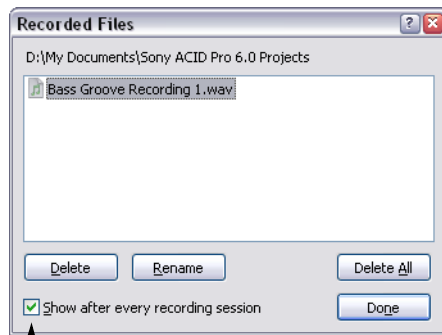 Recorded Files
D:\My Documents\Sony ACID Pro 6.0 Projects
Bass Groove Recording 1.wav
Delete Rename Delete All
Show after every recording session Done